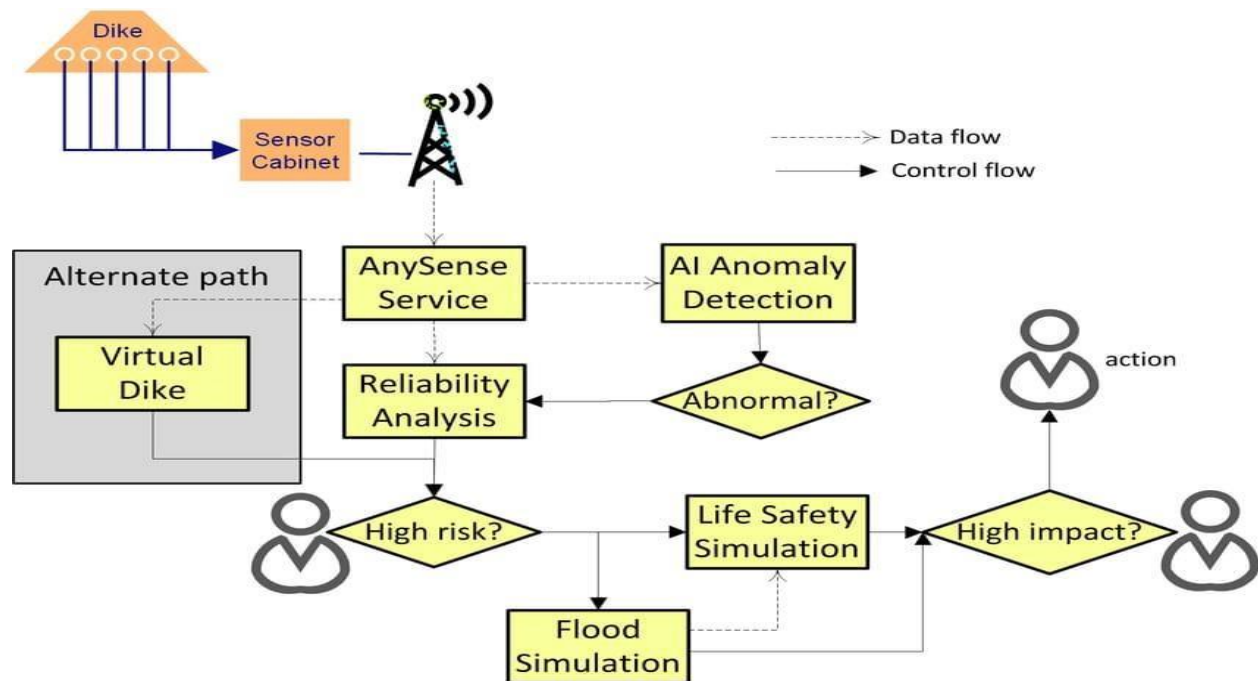 Dike
Sensor
Cabinet
Data flow
Control flow
Alternate path
AnySense
Service
AI Anomaly
Detection
Virtual
Dike
Reliability
Analysis
Abnormal?
action
High risk?
Life Safety
Simulation
High impact?
Flood
Simulation